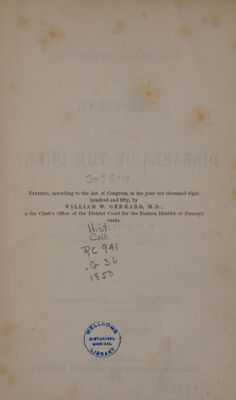 303519
Entered, according to the Act of Congress, in the year one thousand eight
hundred and fifty, by
WILLIAM W. GERHARD, M.D.,
n the Clerk's Office of the District Court for the Eastern District of Pennsyl-
vania.
Hist.
Coll.
RC 941
.G 36
1850
WELLCOME
HISTORICAL
MEDICAL
LIBRARY